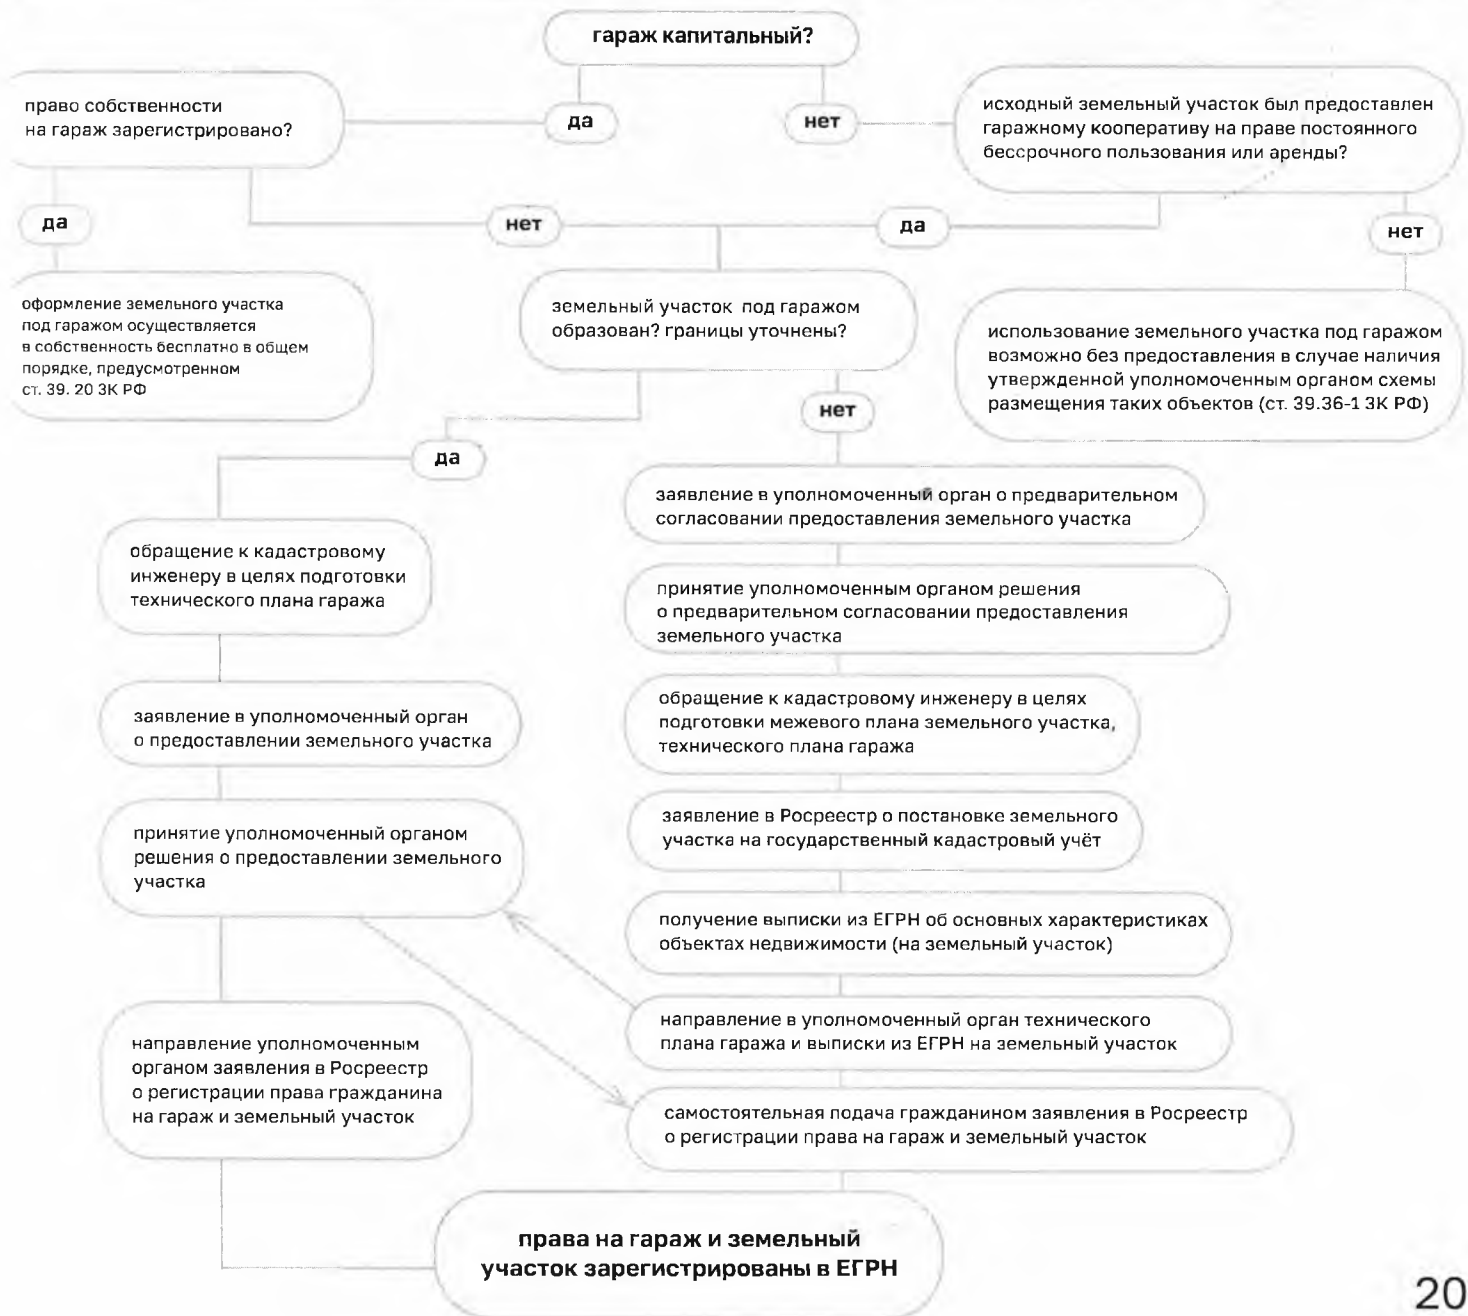 гараж капитальный?
право собственности
на гараж зарегистрировано?
да
нет
исходный земельный участок был предоставлен
гаражному кооперативу на праве постоянного
бессрочного пользования или аренды?
да
нет
да
нет
оформление земельного участка
под гаражом осуществляется
в собственность бесплатно в общем
порядке, предусмотренном
ст. 39. 20 ЗК РФ
земельный участок под гаражом
образован? границы уточнены?
использование земельного участка под гаражом
возможно без предоставления в случае наличия
утвержденной уполномоченным органом схемы
размещения таких объектов (ст. 39.36-1 ЗК РФ)
нет
да
заявление в уполномоченный орган о предварительном
согласовании предоставления земельного участка
обращение к кадастровому
инженеру в целях подготовки
технического плана гаража
принятие уполномоченным органом решения
о предварительном согласовании предоставления
земельного участка
заявление в уполномоченный орган
о предоставлении земельного участка
обращение к кадастровому инженеру в целях
подготовки межевого плана земельного участка,
технического плана гаража
принятие уполномоченный органом
решения о предоставлении земельного
участка
заявление в Росреестр о постановке земельного
участка на государственный кадастровый учёт
получение выписки из ЕГРН об основных характеристиках
объектах недвижимости (на земельный участок)
направление уполномоченным
органом заявления в Росреестр
о регистрации права гражданина
на гараж и земельный участок
направление в уполномоченный орган технического
плана гаража и выписки из ЕГРН на земельный участок
самостоятельная подача гражданином заявления в Росреестр
о регистрации права на гараж и земельный участок
права на гараж и земельный
участок зарегистрированы в ЕГРН
20